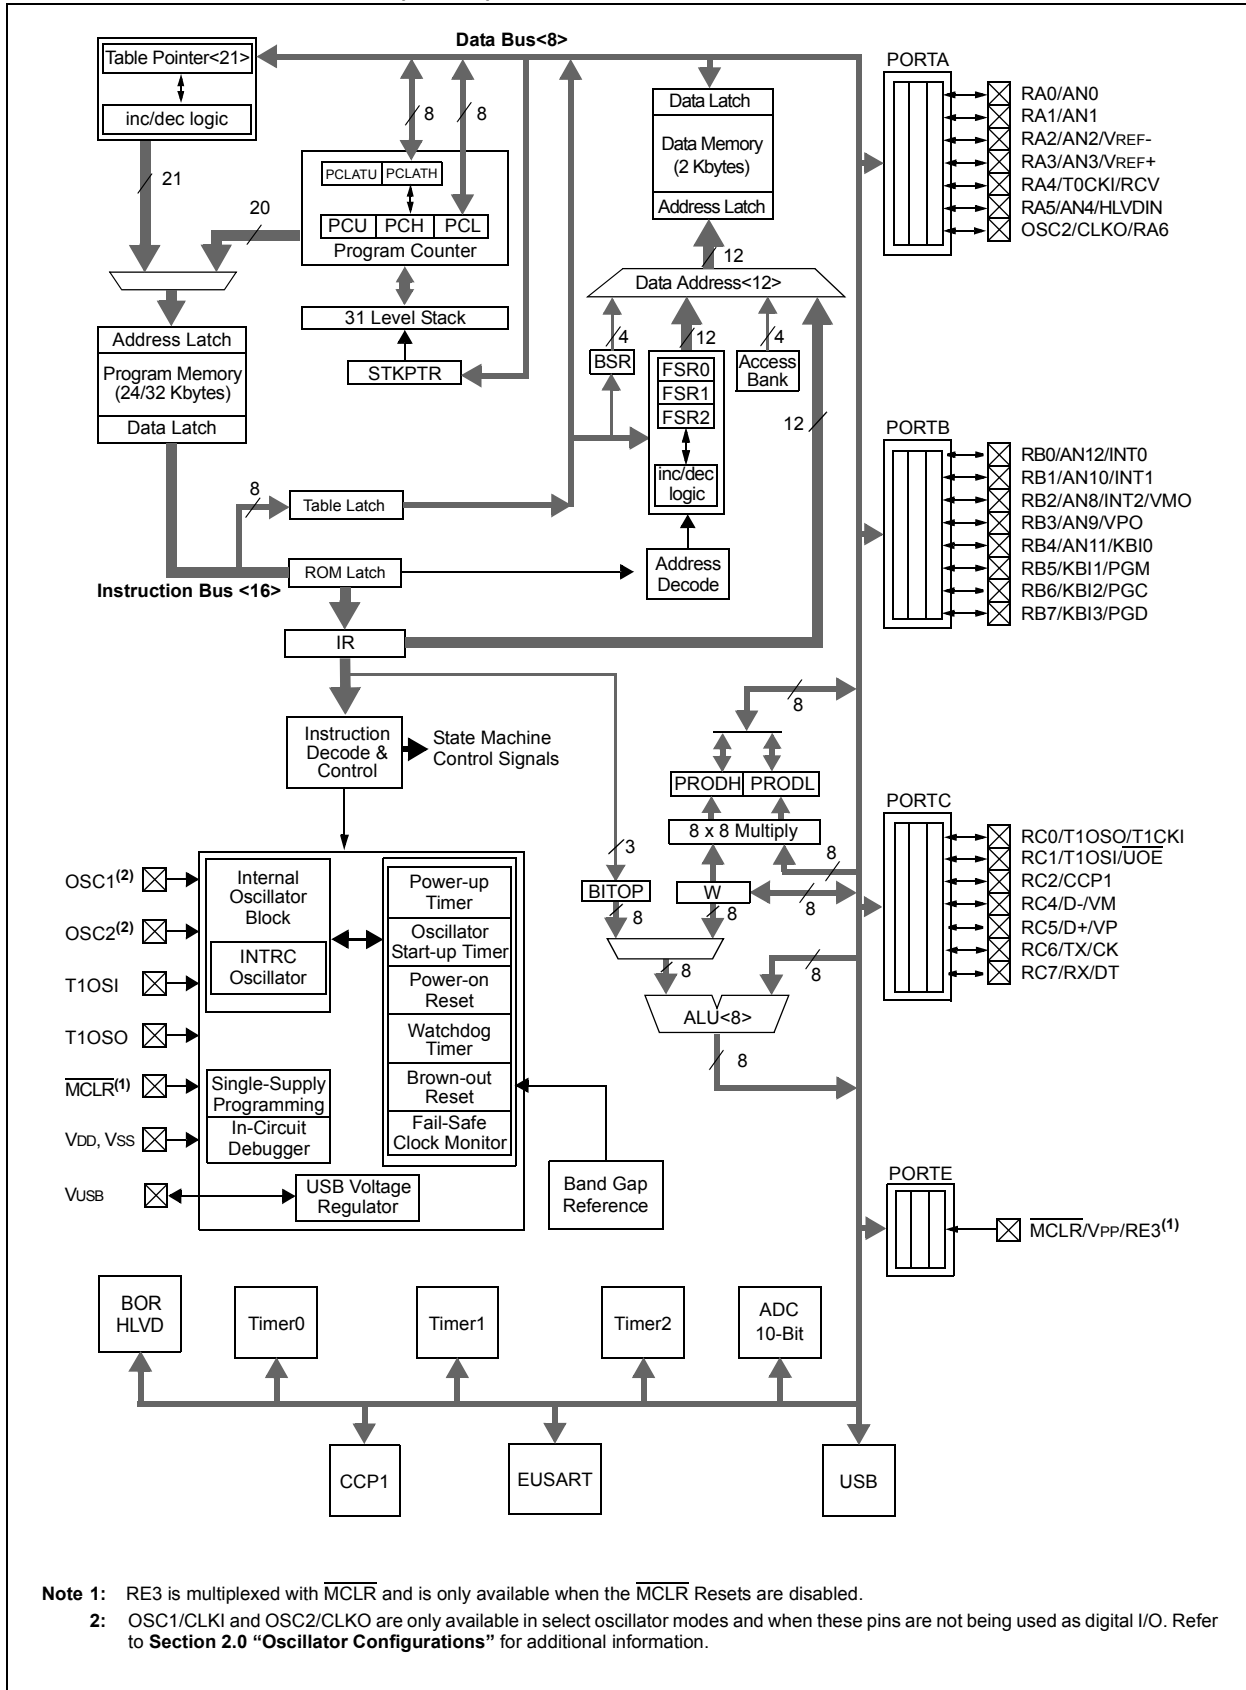 Data Bus<8>
Table Pointer<21>
inc/dec logic
21
20
8
8
PCLATU
PCLATH
PCU
PCH
PCL
Program Counter
31 Level Stack
STKPTR
Data Latch
Data Memory
(2 Kbytes)
Address Latch
12
Data Address<12>
4
12
4
BSR
FSR0
FSR1
FSR2
Access
Bank
inc/dec
logic
12
Address Latch
Program Memory
(24/32 Kbytes)
Data Latch
8
Table Latch
ROM Latch
Address
Decode
Instruction Bus <16>
IR
Instruction
Decode &
Control
State Machine
Control Signals
8
PRODH
PRODL
8 x 8 Multiply
3
8
BITOP
W
8
8
8
8
8
ALU<8>
8
OSC1(2)
OSC2(2)
T1OSI
T1OSO
MCLR(1)
VDD, VSS
VUSB
Internal
Oscillator
Block
INTRC
Oscillator
Power-up
Timer
Oscillator
Start-up Timer
Power-on
Reset
Watchdog
Timer
Brown-out
Reset
Fail-Safe
Clock Monitor
Single-Supply
Programming
In-Circuit
Debugger
USB Voltage
Regulator
Band Gap
Reference
PORTA
RA0/AN0
RA1/AN1
RA2/AN2/VREF-
RA3/AN3/VREF+
RA4/T0CKI/RCV
RA5/AN4/HLVDIN
OSC2/CLKO/RA6
PORTB
RB0/AN12/INT0
RB1/AN10/INT1
RB2/AN8/INT2/VMO
RB3/AN9/VPO
RB4/AN11/KBI0
RB5/KBI1/PGM
RB6/KBI2/PGC
RB7/KBI3/PGD
PORTC
RC0/T1OSO/T1CKI
RC1/T1OSI/UOE
RC2/CCP1
RC4/D-/VM
RC5/D+/VP
RC6/TX/CK
RC7/RX/DT
PORTE
MCLR/VPP/RE3(1)
BOR
HLVD
Timer0
Timer1
Timer2
ADC
10-Bit
CCP1
EUSART
USB
Note 1: RE3 is multiplexed with MCLR and is only available when the MCLR Resets are disabled.
2: OSC1/CLKI and OSC2/CLKO are only available in select oscillator modes and when these pins are not being used as digital I/O. Refer
to Section 2.0 “Oscillator Configurations” for additional information.